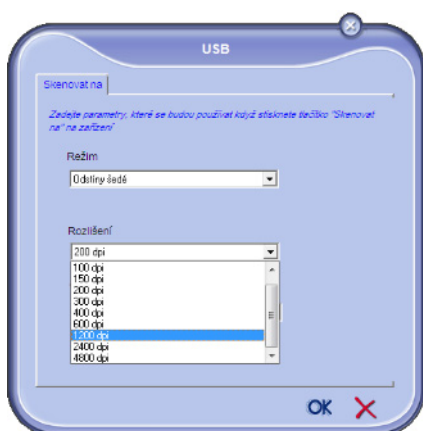 USB
Skenovat na
Zadejte parametry, které se budou používat když stisknete tlačítko "Skenovat
na" na zařízení
Režim
Odstíny šedě
Rozlišení
200 dpi
100 dpi
150 dpi
200 dpi
300 dpi
400 dpi
600 dpi
1200 dpi
2400 dpi
4800 dpi
OK